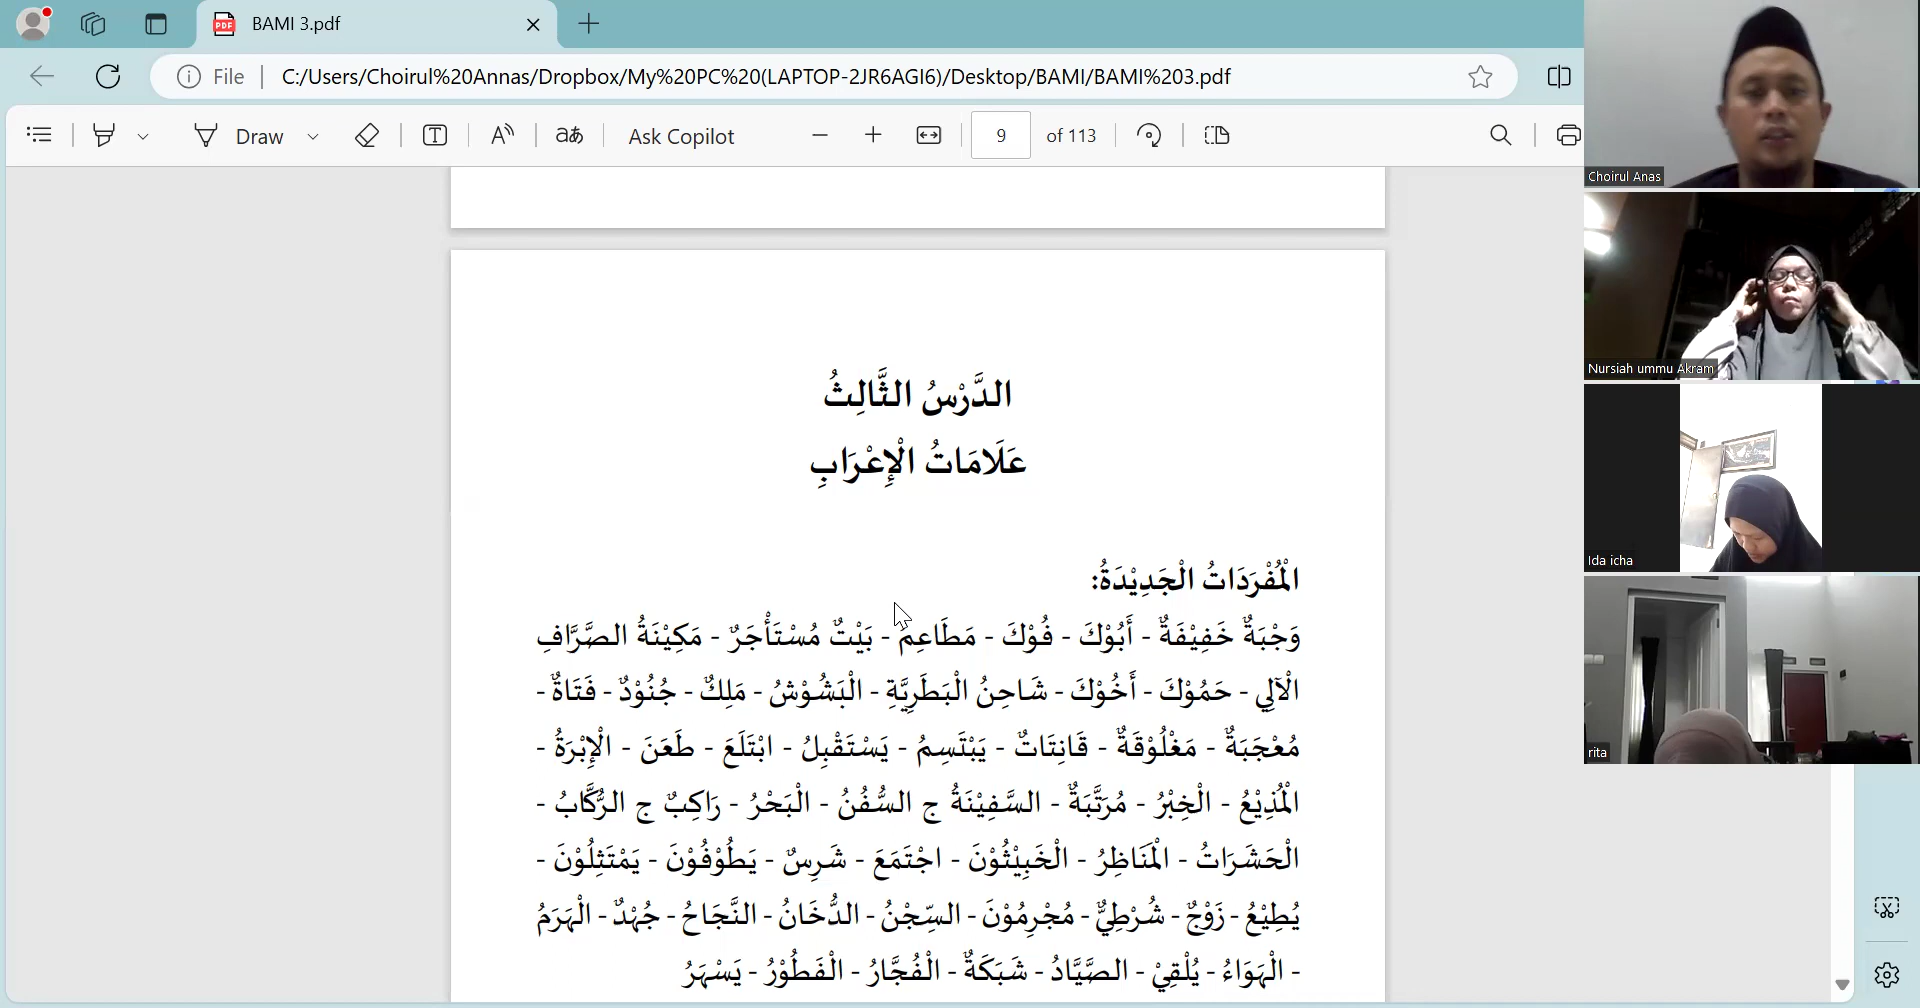 BAMI 3.pdf
File
C:/Users/Choirul%20Annas/Dropbox/My%20PC%20(LAPTOP-2JR6AGI6)/Desktop/BAMI/BAMI%203.pdf
Draw
Ask Copilot
9 of 113
Choirul Anas
Nursiah ummu Akram
Ida icha
rita
الدَّرْسُ الثَّالِثُ
عَلَامَاتُ الْإِعْرَابِ
الْمُفْرَدَاتُ الْجَدِيْدَةُ:
وَجْبَةٌ خَفِيْفَةٌ - أَبُوْكَ - فُوْكَ - مَطَاعِمُ - بَيْتٌ مُسْتَأْجَرٌ - مَكِيْنَةُ الصَّرَّافِ
الْآلِي - حَمُوْكَ - أَخُوْكَ - شَاحِنُ الْبَطَرِيَّةِ - الْبَشُوْشُ - مَلِكٌ - جُنُوْدٌ - فَتَاةٌ -
مُعْجَبَةٌ - مَغْلُوْقَةٌ - قَانِتَاتٌ - يَبْتَسِمُ - يَسْتَقْبِلُ - ابْتَلَعَ - طَعَنَ - الْإِبْرَةُ -
الْمُذِيْعُ - الْخِبْرُ - مُرَتَّبَةٌ - السَّفِيْنَةُ ج السُّفُنُ - الْبَحْرُ - رَاكِبٌ ج الرُّكَّابُ -
الْحَشَرَاتُ - الْمَنَاظِرُ - الْخَبِيْثُوْنَ - اجْتَمَعَ - شَرِسٌ - يَطُوْفُوْنَ - يَمْتَثِلُوْنَ -
يُطِيْعُ - زَوْجٌ - شُرْطِيٌّ - مُجْرِمُوْنَ - السِّجْنُ - الدُّخَانُ - النَّجَاحُ - جُهْدٌ - الْهَرَمُ
- الْهَوَاءُ - يُلْقِيْ - الصَّيَّادُ - شَبَكَةٌ - الْفُجَّارُ - الْفَطُوْرُ - يَسْهَرُ